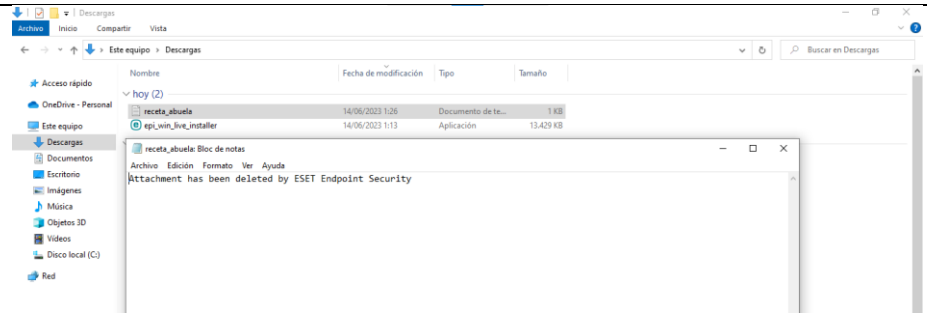 Descargas
Archivo Inicio Compartir Vista
Este equipo > Descargas
Buscar en Descargas
Nombre Fecha de modificación Tipo Tamaño
Acceso rápido
OneDrive - Personal
Este equipo
Descargas
Documentos
Escritorio
Imágenes
Música
Objetos 3D
Vídeos
Disco local (C:)
Red
hoy (2)
receta_abuela 14/06/2023 1:26 Documento de te... 1 KB
epi_win_live_installer 14/06/2023 1:13 Aplicación 13.429 KB
receta_abuela: Bloc de notas
Archivo Edición Formato Ver Ayuda
Attachment has been deleted by ESET Endpoint Security